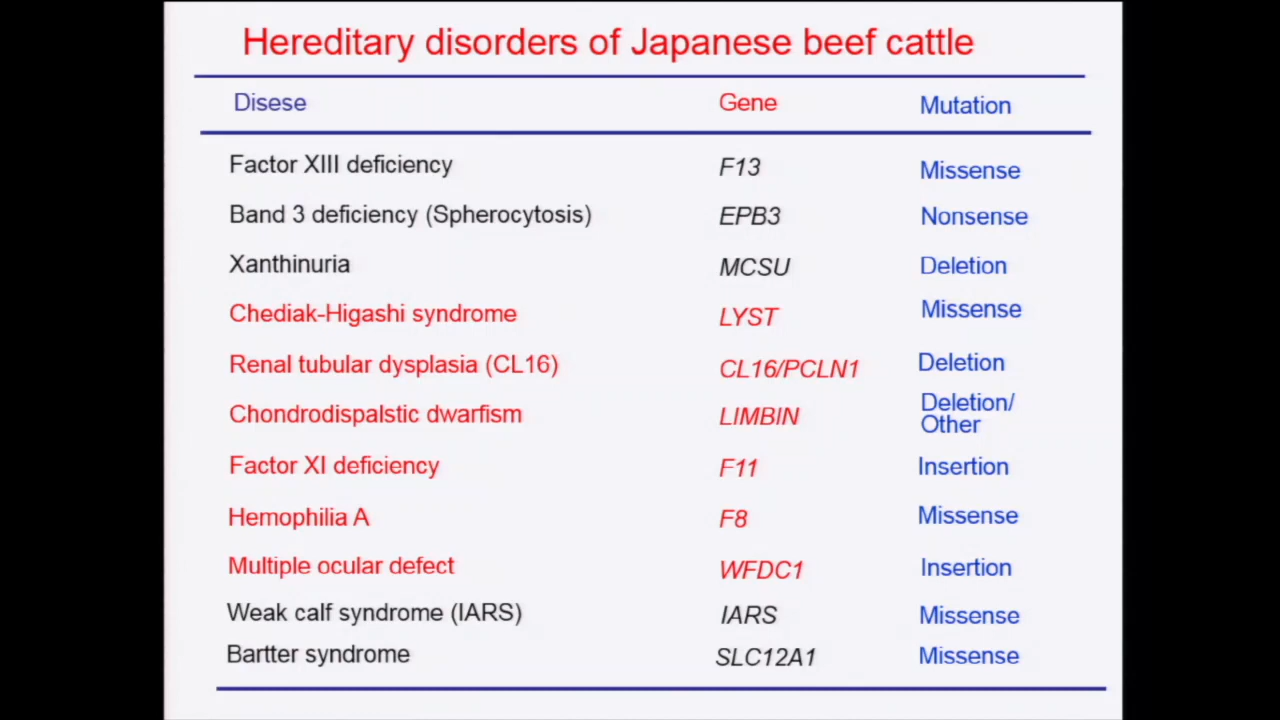 Hereditary disorders of Japanese beef cattle
Disese Gene Mutation
Factor XIII deficiency F13 Missense
Band 3 deficiency (Spherocytosis) EPB3 Nonsense
Xanthinuria MCSU Deletion
Chediak-Higashi syndrome LYST Missense
Renal tubular dysplasia (CL16) CL16/PCLN1 Deletion
Chondrodispalstic dwarfism LIMBIN Deletion/
Other
Factor XI deficiency F11 Insertion
Hemophilia A F8 Missense
Multiple ocular defect WFDC1 Insertion
Weak calf syndrome (IARS) IARS Missense
Bartter syndrome SLC12A1 Missense